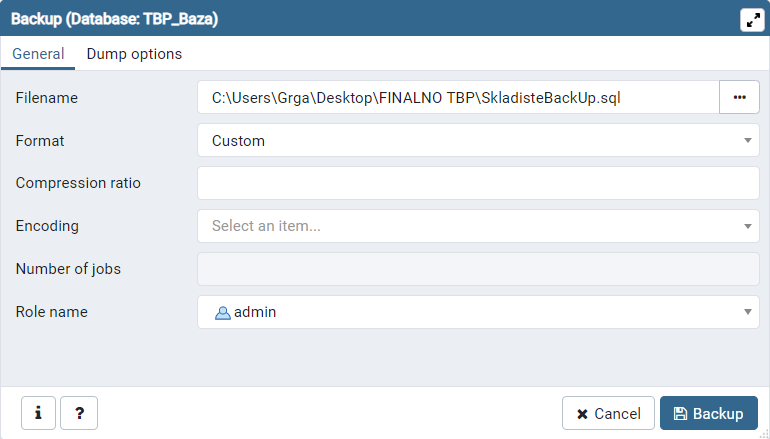 Backup (Database: TBP_Baza)
General Dump options
Filename C:\Users\Grga\Desktop\FINALNO TBP\SkladisteBackUp.sql ...
Format Custom
Compression ratio
Encoding Select an item...
Number of jobs
Role name admin
i ? Cancel Backup